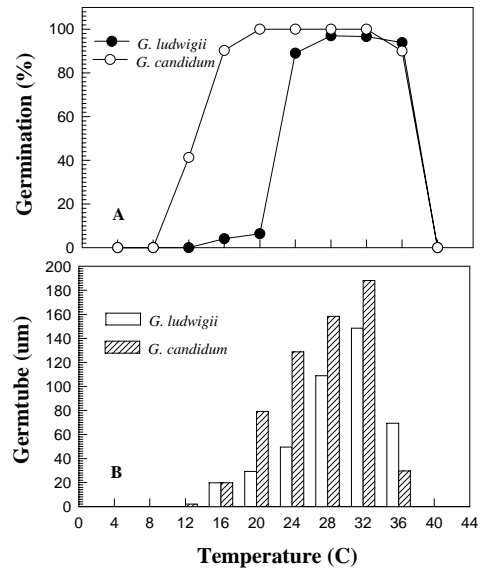 100
80
60
40
20
0
Germination (%)
G. ludwigii
G. candidum
A
200
180
160
140
120
100
80
60
40
20
0
Germtube (um)
G. ludwigii
G. candidum
B
0 4 8 12 16 20 24 28 32 36 40 44
Temperature (C)